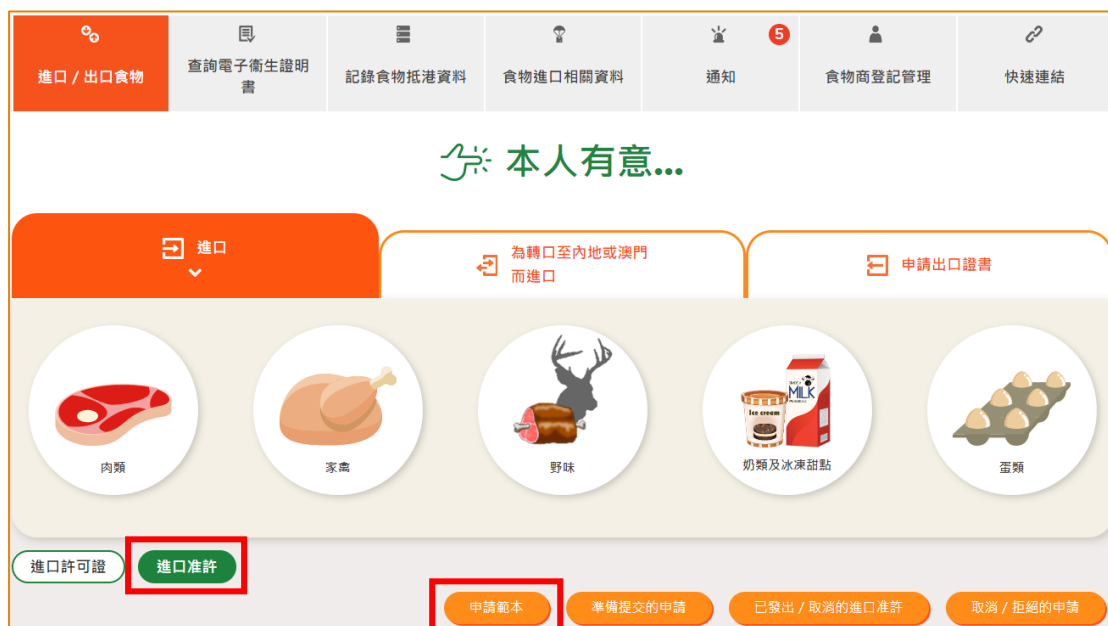 進口 / 出口食物
查詢電子衞生證明
書
記錄食物抵港資料
食物進口相關資料
5
通知
食物商登記管理
快速連結
本人有意...
進口
為轉口至內地或澳門
而進口
申請出口證書
肉類
家禽
野味
MILK
Ice cream
奶類及冰凍甜點
蛋類
進口許可證
進口准許
申請範本
準備提交的申請
已發出 / 取消的進口准許
取消 / 拒絕的申請